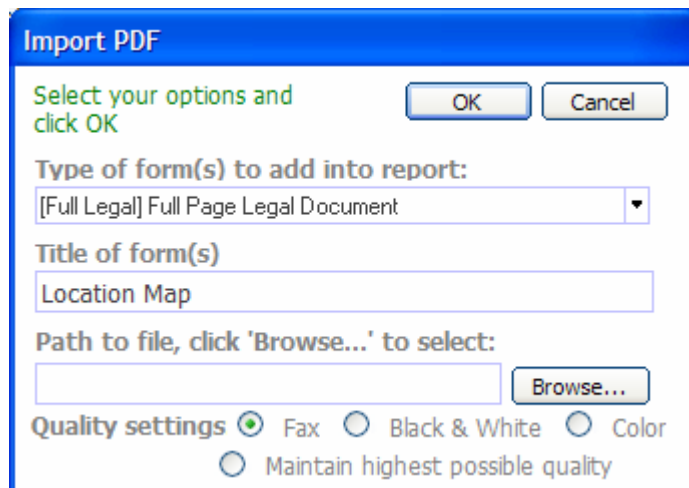 Import PDF
Select your options and
click OK
OK Cancel
Type of form(s) to add into report:
[Full Legal] Full Page Legal Document
Title of form(s)
Location Map
Path to file, click 'Browse...' to select:
Browse...
Quality settings Fax Black & White Color
Maintain highest possible quality